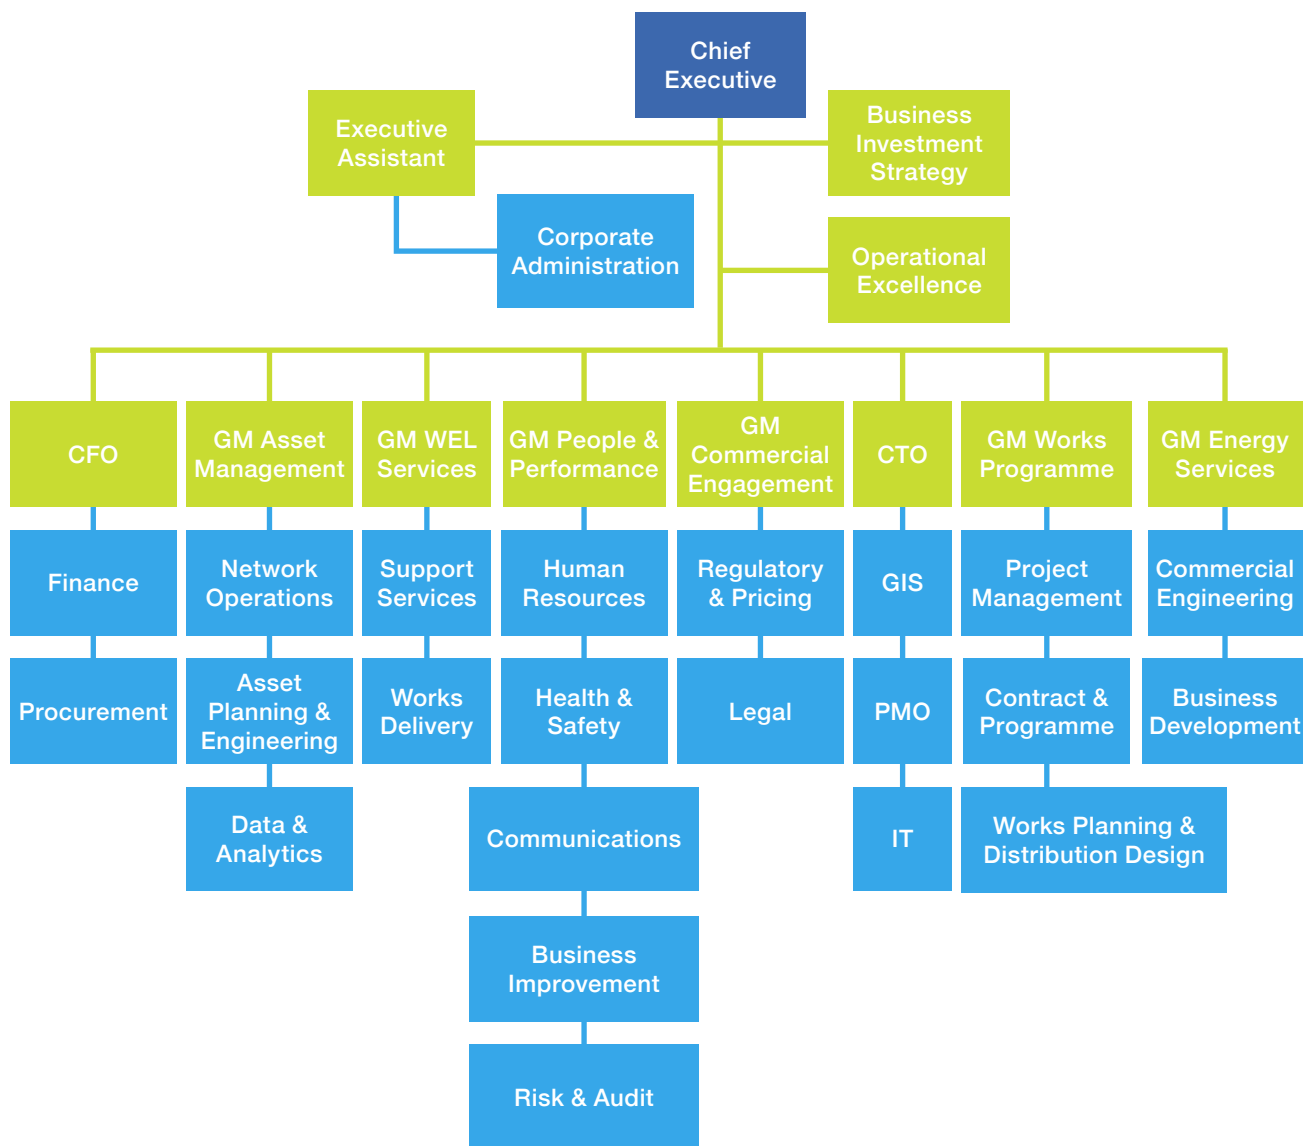 Chief
Executive
Executive
Assistant
Business
Investment
Strategy
Corporate
Administration
Operational
Excellence
CFO
GM Asset
Management
GM WEL
Services
GM People &
Performance
GM
Commercial
Engagement
CTO
GM Works
Programme
GM Energy
Services
Finance
Network
Operations
Support
Services
Human
Resources
Regulatory
& Pricing
GIS
Project
Management
Commercial
Engineering
Procurement
Asset
Planning &
Engineering
Works
Delivery
Health &
Safety
Legal
PMO
Contract &
Programme
Business
Development
Data &
Analytics
Communications
IT
Works Planning &
Distribution Design
Business
Improvement
Risk & Audit